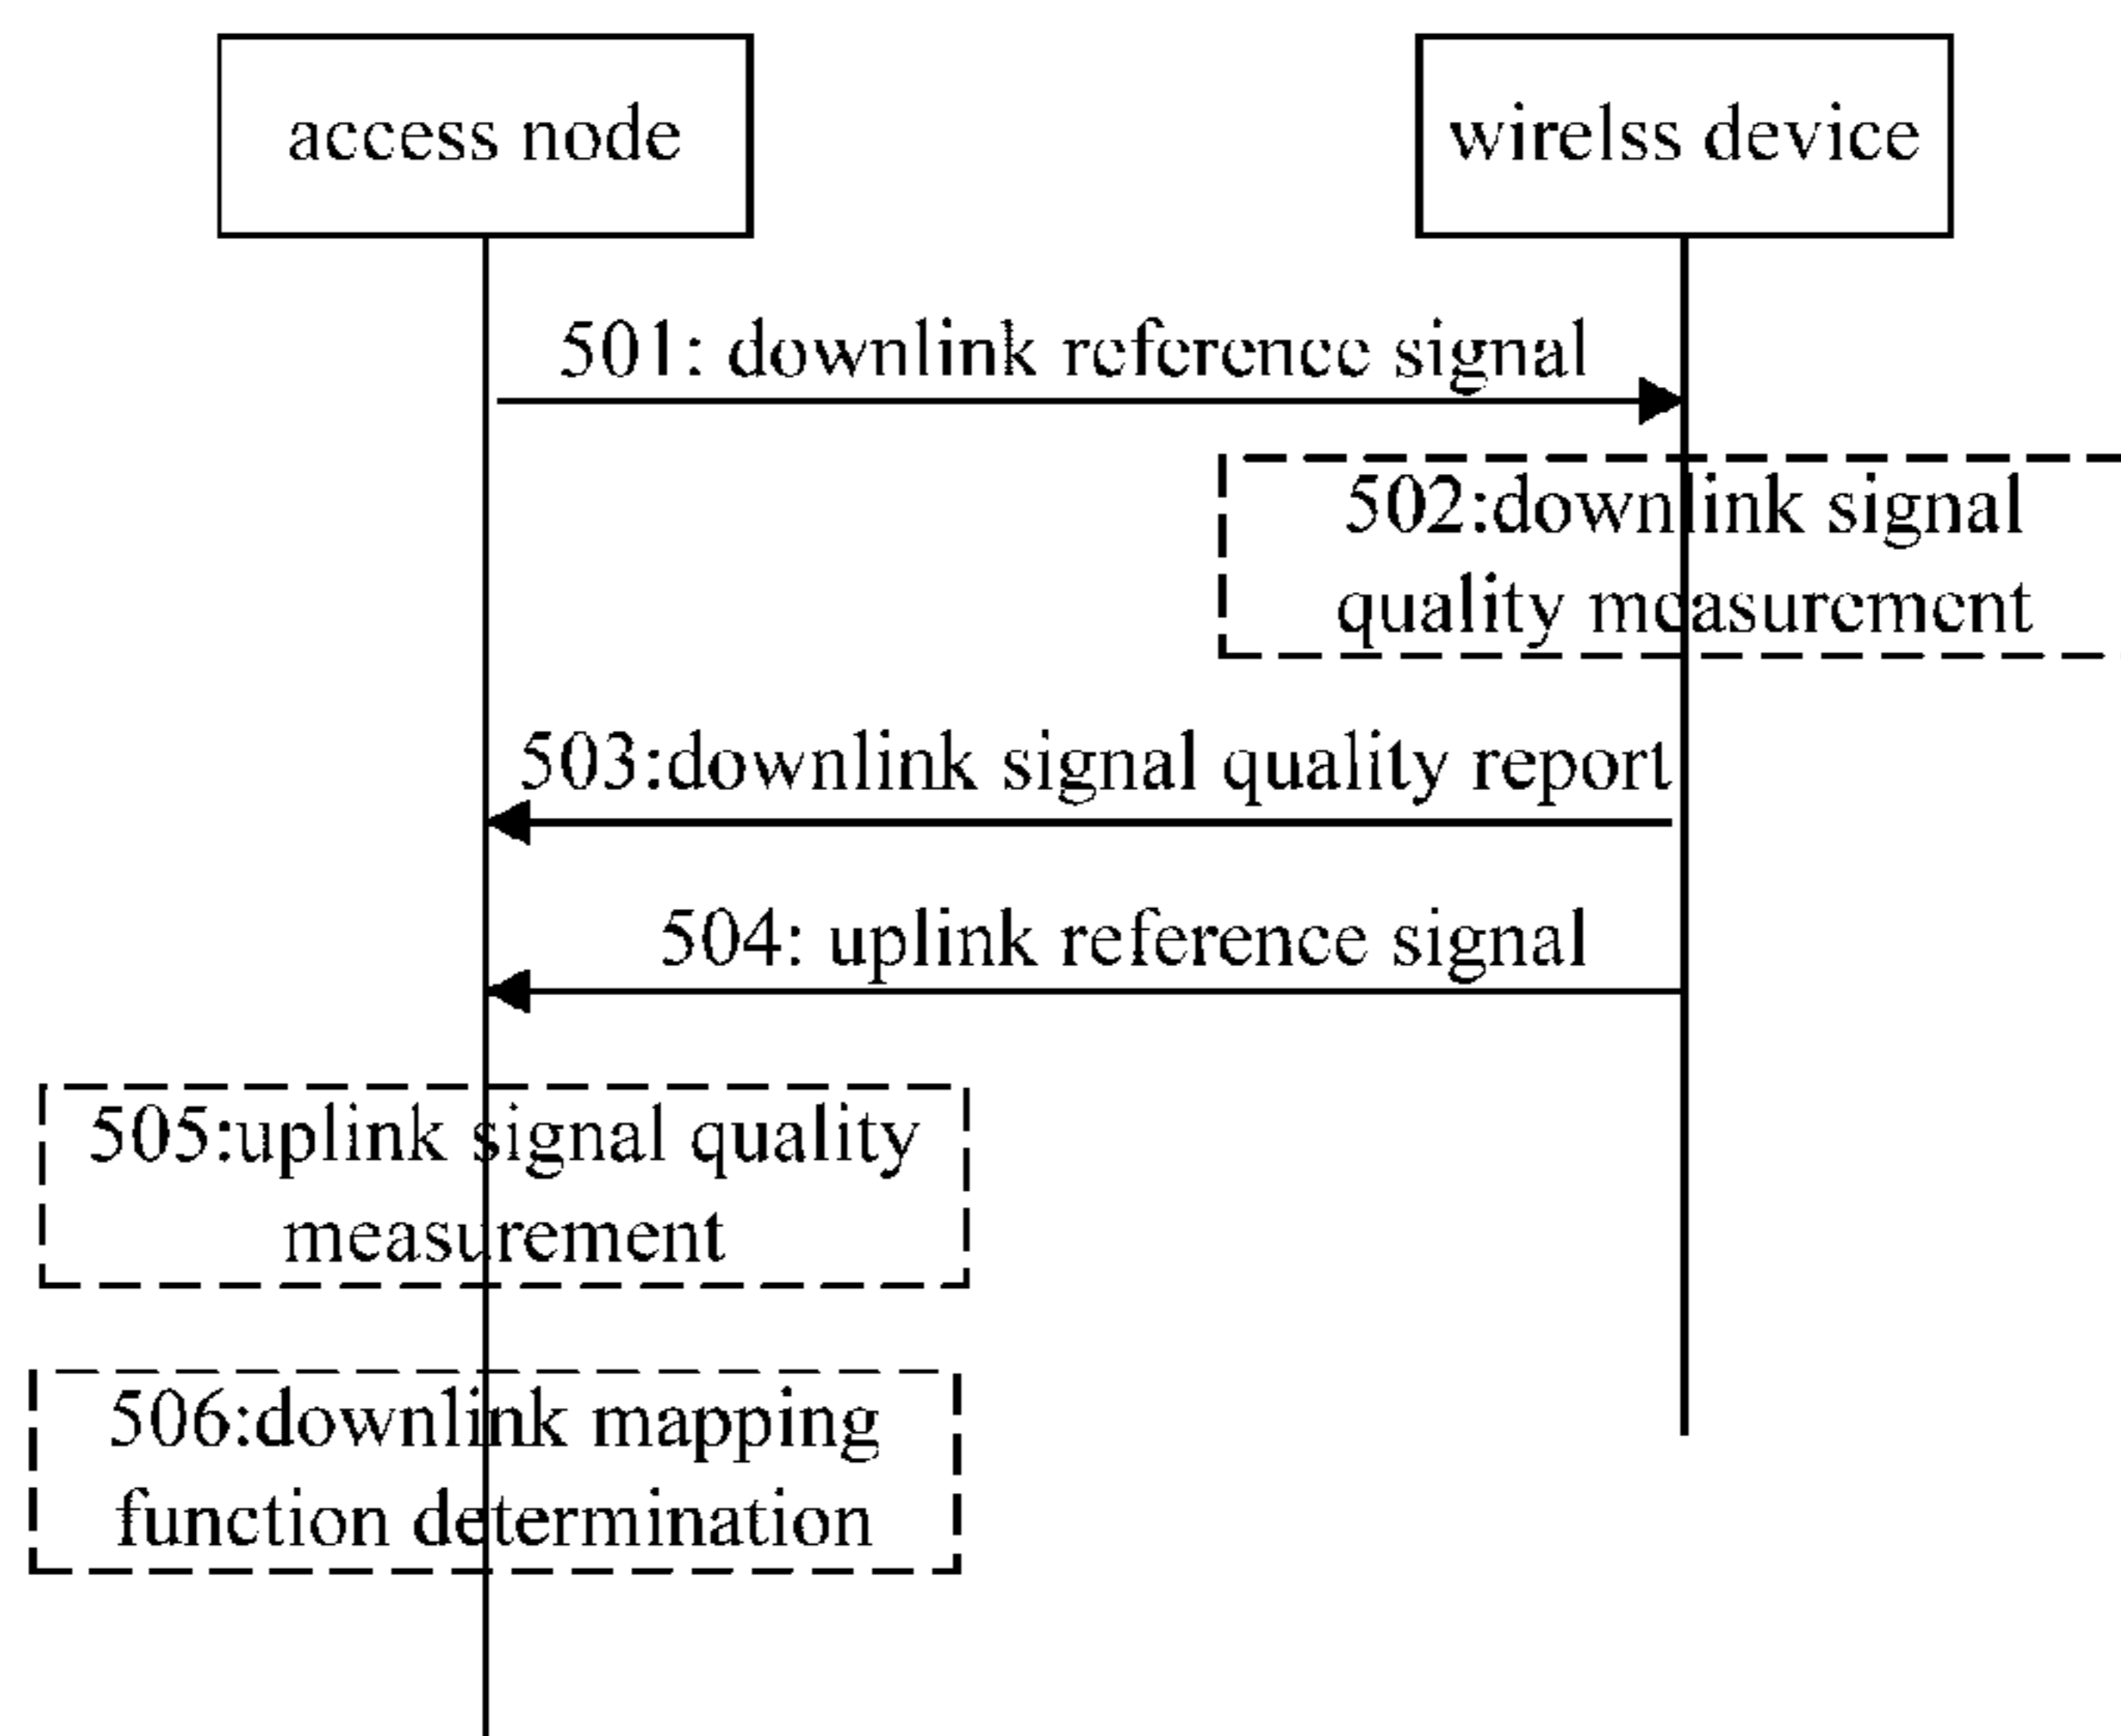 access node
wirelss device
501: downlink reference signal
502:downlink signal
quality measurement
503:downlink signal quality report
504: uplink reference signal
505:uplink signal quality
measurement
506:downlink mapping
function determination